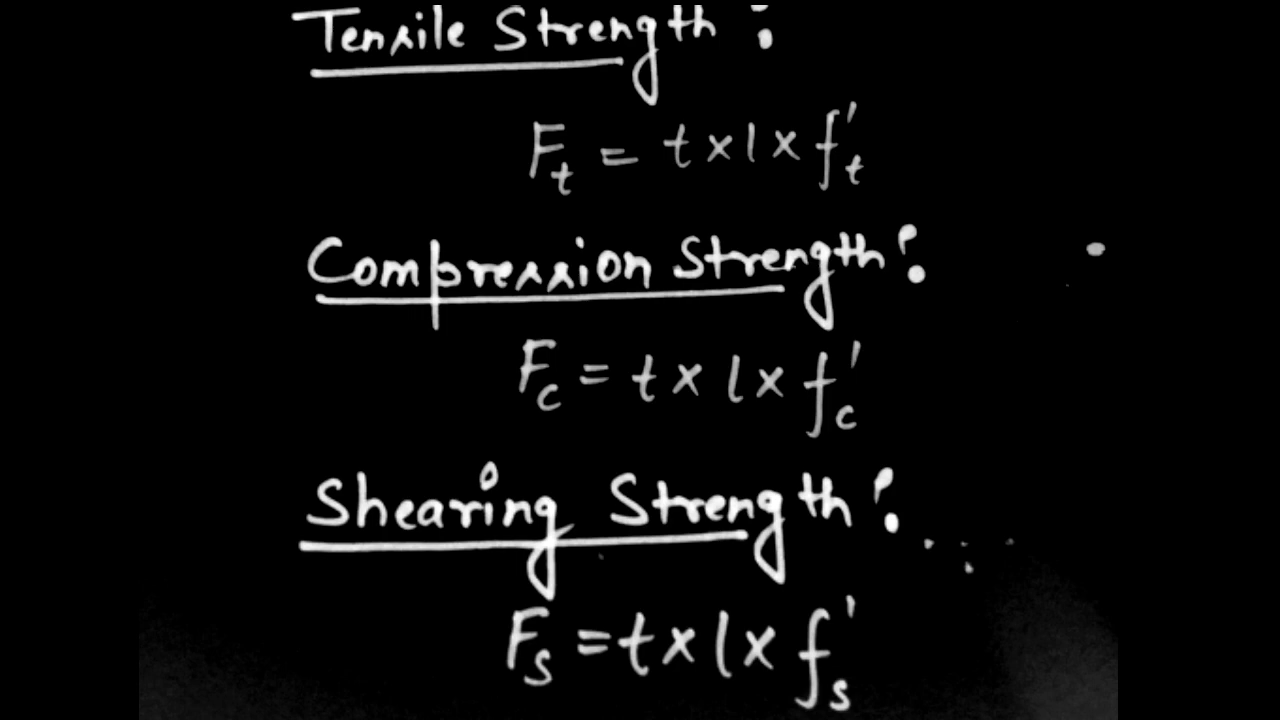 Tensile Strength :
Ft = t x l x f't
Compression Strength :
Fc = t x l x f'c
Shearing Strength :
Fs = t x l x f's